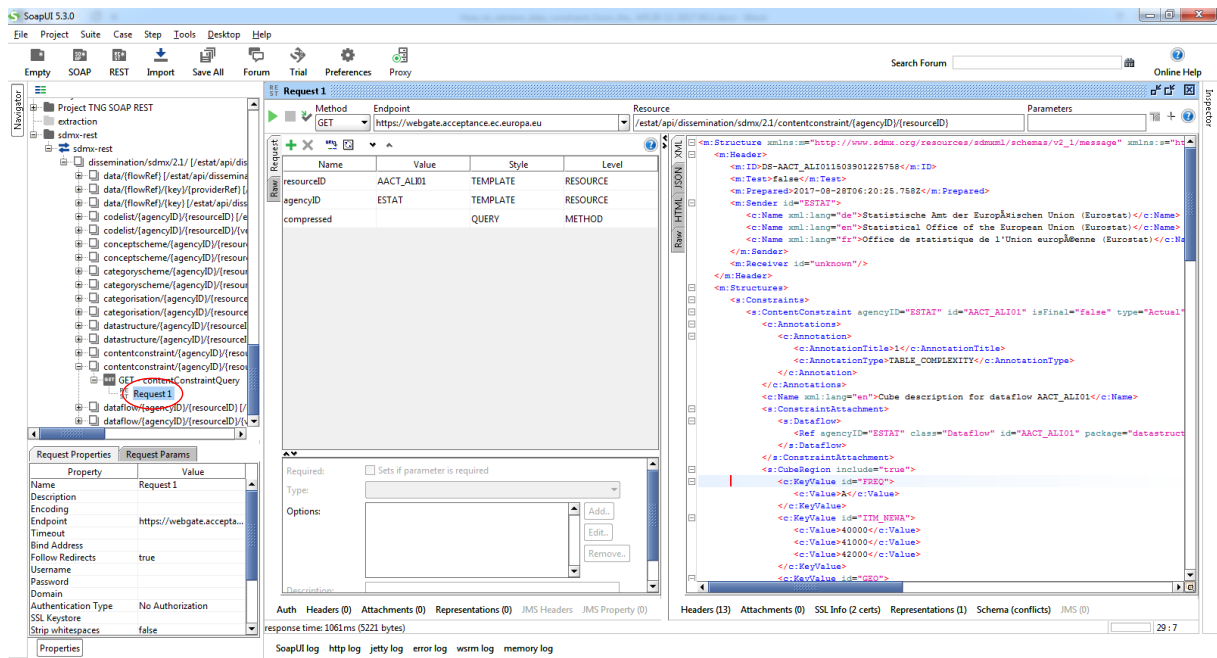 SoapUI 5.3.0
File Project Suite Case Step Tools Desktop Help
Empty SOAP REST Import Save All Forum Trial Preferences Proxy
Search Forum
Online Help
Navigator
Project TNG SOAP REST
extraction
sdmx-rest
sdmx-rest
dissemination/sdmx/2.1/ [/estat/api/dis
data/{flowRef} [/estat/api/dissemina
data/{flowRef}/{key}/{providerRef} [/
data/{flowRef}/{key} [/estat/api/diss
codelist/{agencyID}/{resourceID} [/e
codelist/{agencyID}/{resourceID}/{ve
conceptscheme/{agencyID}/{resour
conceptscheme/{agencyID}/{resour
categoryscheme/{agencyID}/{resour
categoryscheme/{agencyID}/{resour
categorisation/{agencyID}/{resource
categorisation/{agencyID}/{resource
datastructure/{agencyID}/{resourceI
datastructure/{agencyID}/{resourceI
contentconstraint/{agencyID}/{resou
contentconstraint/{agencyID}/{resou
GET contentConstraintQuery
Request 1
dataflow/{agencyID}/{resourceID} [/
dataflow/{agencyID}/{resourceID}/{v
Request Properties Request Params
Property Value
Name Request 1
Description
Encoding
Endpoint https://webgate.accepta...
Timeout
Bind Address
Follow Redirects true
Username
Password
Domain
Authentication Type No Authorization
SSL Keystore
Strip whitespaces false
Properties
Request 1
Method Endpoint Resource Parameters
GET https://webgate.acceptance.ec.europa.eu /estat/api/dissemination/sdmx/2.1/contentconstraint/{agencyID}/{resourceID}
Request
Raw
Name Value Style Level
resourceID AACT_ALI01 TEMPLATE RESOURCE
agencyID ESTAT TEMPLATE RESOURCE
compressed QUERY METHOD
Required: Sets if parameter is required
Type:
Options:
Add..
Edit..
Remove..
Description:
Auth Headers (0) Attachments (0) Representations (0) JMS Headers JMS Property (0)
response time: 1061ms (5221 bytes)
XML
JSON
HTML
Raw
<m:Structure xmlns:m="http://www.sdmx.org/resources/sdmxml/schemas/v2_1/message" xmlns:s="ht
<m:Header>
<m:ID>DS-AACT_ALI011503901225758</m:ID>
<m:Test>false</m:Test>
<m:Prepared>2017-08-28T06:20:25.758Z</m:Prepared>
<m:Sender id="ESTAT">
<c:Name xml:lang="de">Statistische Amt der EuropÃ¤ischen Union (Eurostat)</c:Name>
<c:Name xml:lang="en">Statistical Office of the European Union (Eurostat)</c:Name>
<c:Name xml:lang="fr">Office de statistique de l'Union europÃ©enne (Eurostat)</c:Na
</m:Sender>
<m:Receiver id="unknown"/>
</m:Header>
<m:Structures>
<s:Constraints>
<s:ContentConstraint agencyID="ESTAT" id="AACT_ALI01" isFinal="false" type="Actual"
<c:Annotations>
<c:Annotation>
<c:AnnotationTitle>1</c:AnnotationTitle>
<c:AnnotationType>TABLE_COMPLEXITY</c:AnnotationType>
</c:Annotation>
</c:Annotations>
<c:Name xml:lang="en">Cube description for dataflow AACT_ALI01</c:Name>
<s:ConstraintAttachment>
<s:Dataflow>
<Ref agencyID="ESTAT" class="Dataflow" id="AACT_ALI01" package="datastruct
</s:Dataflow>
</s:ConstraintAttachment>
<s:CubeRegion include="true">
<c:KeyValue id="FREQ">
<c:Value>A</c:Value>
</c:KeyValue>
<c:KeyValue id="ITM_NEWA">
<c:Value>40000</c:Value>
<c:Value>41000</c:Value>
<c:Value>42000</c:Value>
</c:KeyValue>
<c:KeyValue id="GEO">
Headers (13) Attachments (0) SSL Info (2 certs) Representations (1) Schema (conflicts) JMS (0)
29 : 7
Inspector
SoapUI log http log jetty log error log wsrm log memory log